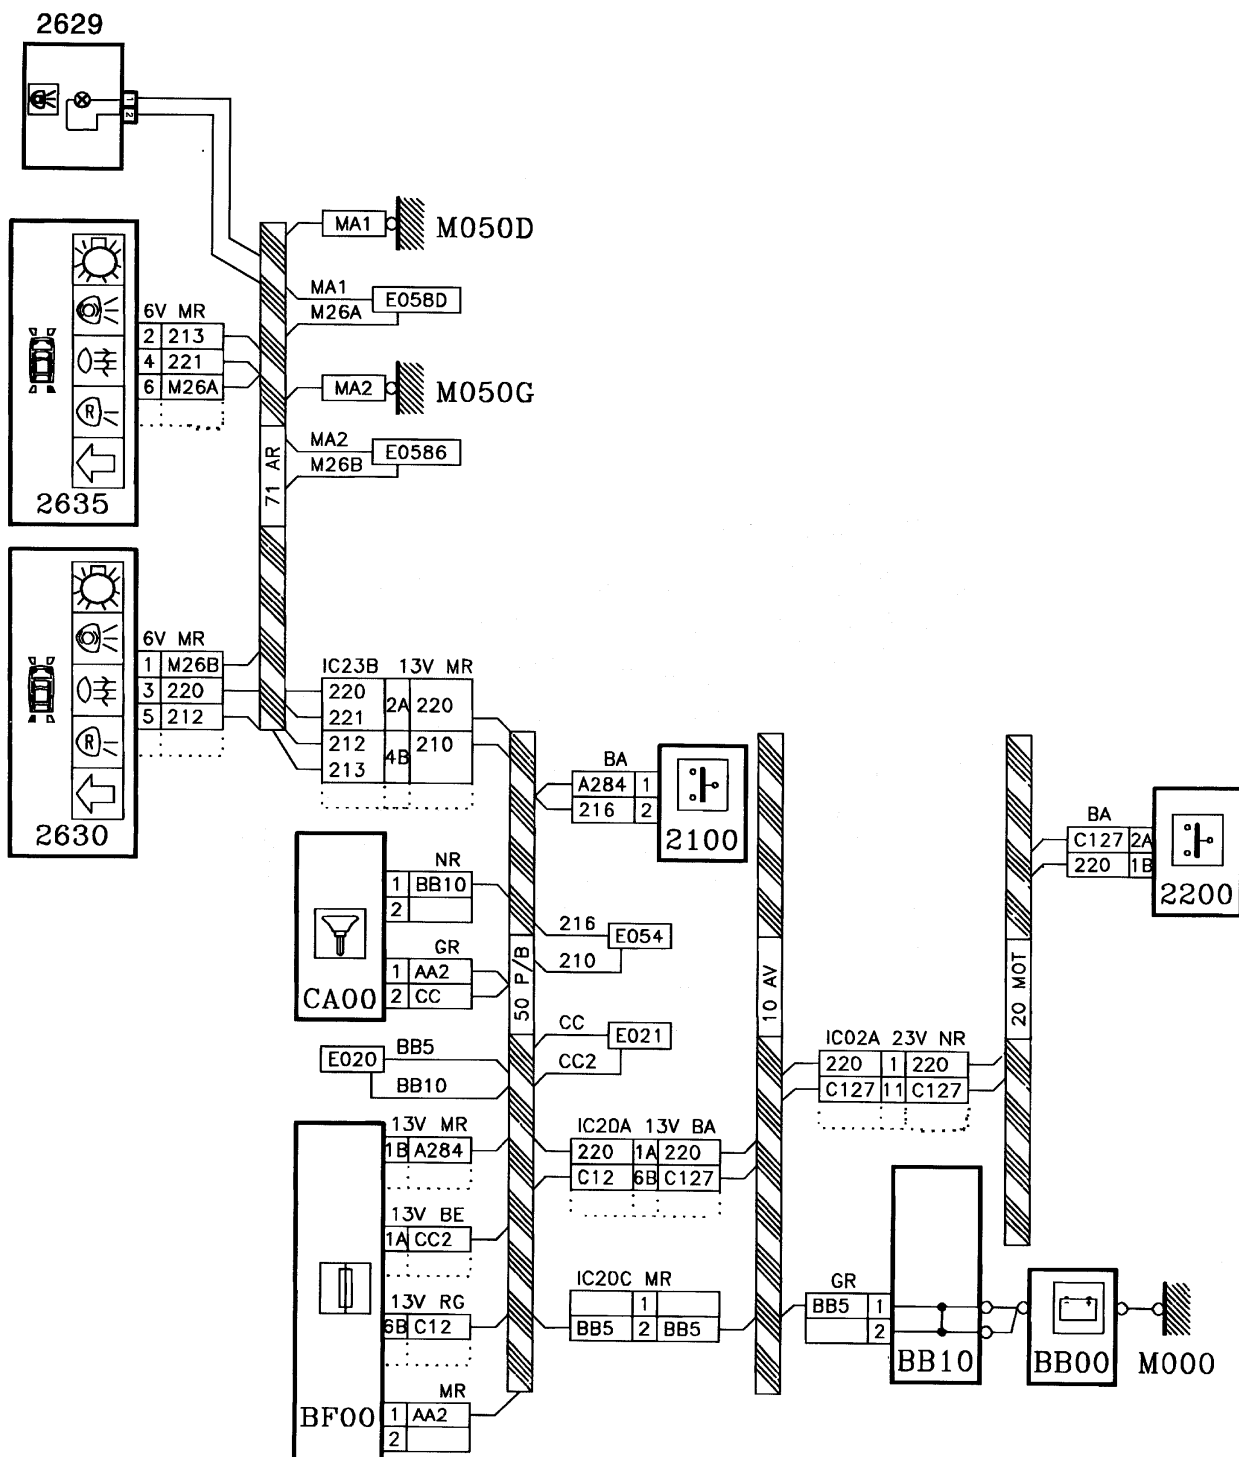 2629
1
2
MA1 M050D
MA1 E058D
M26A
6V MR
2 213
4 221
6 M26A
R
2635
MA2 M050G
MA2 E0586
M26B
71 AR
6V MR
1 M26B
3 220
5 212
R
2630
IC23B 13V MR
220 2A 220
221
212 4B 210
213
BA
A284 1
216 2
2100
BA
C127 2A
220 1B
2200
NR
1 BB10
2
GR
1 AA2
2 CC
CA00
216 E054
210
50 P/B
10 AV
20 MOT
CC E021
CC2
E020 BB5
BB10
IC02A 23V NR
220 1 220
C127 11 C127
13V MR
1B A284
IC20A 13V BA
220 1A 220
C12 6B C127
13V BE
1A CC2
13V RG
6B C12
IC20C MR
1
BB5 2 BB5
GR
BB5 1
2
BB10
BB00
M000
MR
1 AA2
2
BF00